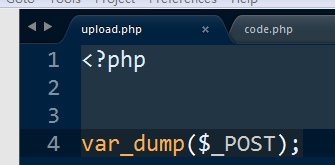 Goto Tools Project Preferences Help
upload.php × code.php
1 <?php
2
3
4 var_dump($_POST);